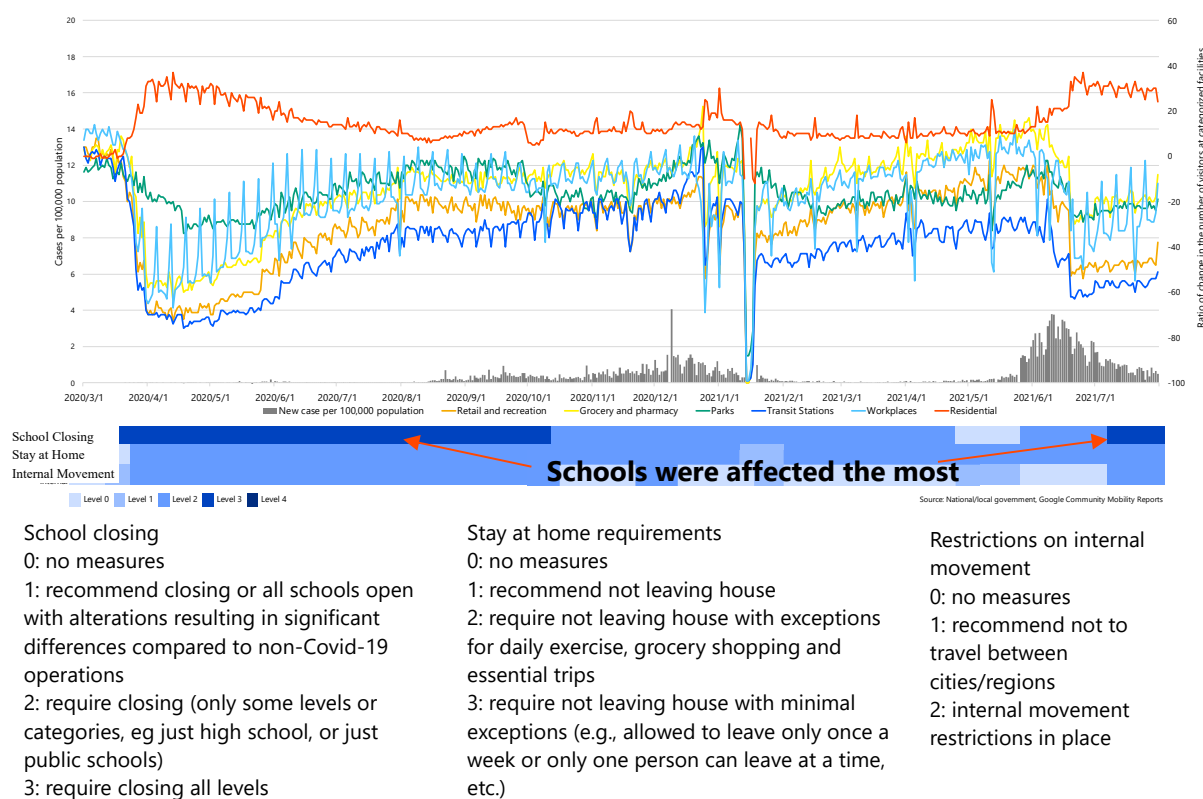 20
18
16
14
12
10
8
6
4
2
0
Cases per 100,000 population
60
40
20
0
-20
-40
-60
-80
-100
Ratio of change in the number of visitors at categorized facilities
2020/3/1 2020/4/1 2020/5/1 2020/6/1 2020/7/1 2020/8/1 2020/9/1 2020/10/1 2020/11/1 2020/12/1 2021/1/1 2021/2/1 2021/3/1 2021/4/1 2021/5/1 2021/6/1 2021/7/1
New case per 100,000 population Retail and recreation Grocery and pharmacy Parks Transit Stations Workplaces Residential
School Closing
Stay at Home
Internal Movement
Schools were affected the most
Level 0 Level 1 Level 2 Level 3 Level 4
Source: National/local government, Google Community Mobility Reports
School closing
0: no measures
1: recommend closing or all schools open
with alterations resulting in significant
differences compared to non-Covid-19
operations
2: require closing (only some levels or
categories, eg just high school, or just
public schools)
3: require closing all levels
Stay at home requirements
0: no measures
1: recommend not leaving house
2: require not leaving house with exceptions
for daily exercise, grocery shopping and
essential trips
3: require not leaving house with minimal
exceptions (e.g., allowed to leave only once a
week or only one person can leave at a time,
etc.)
Restrictions on internal
movement
0: no measures
1: recommend not to
travel between
cities/regions
2: internal movement
restrictions in place